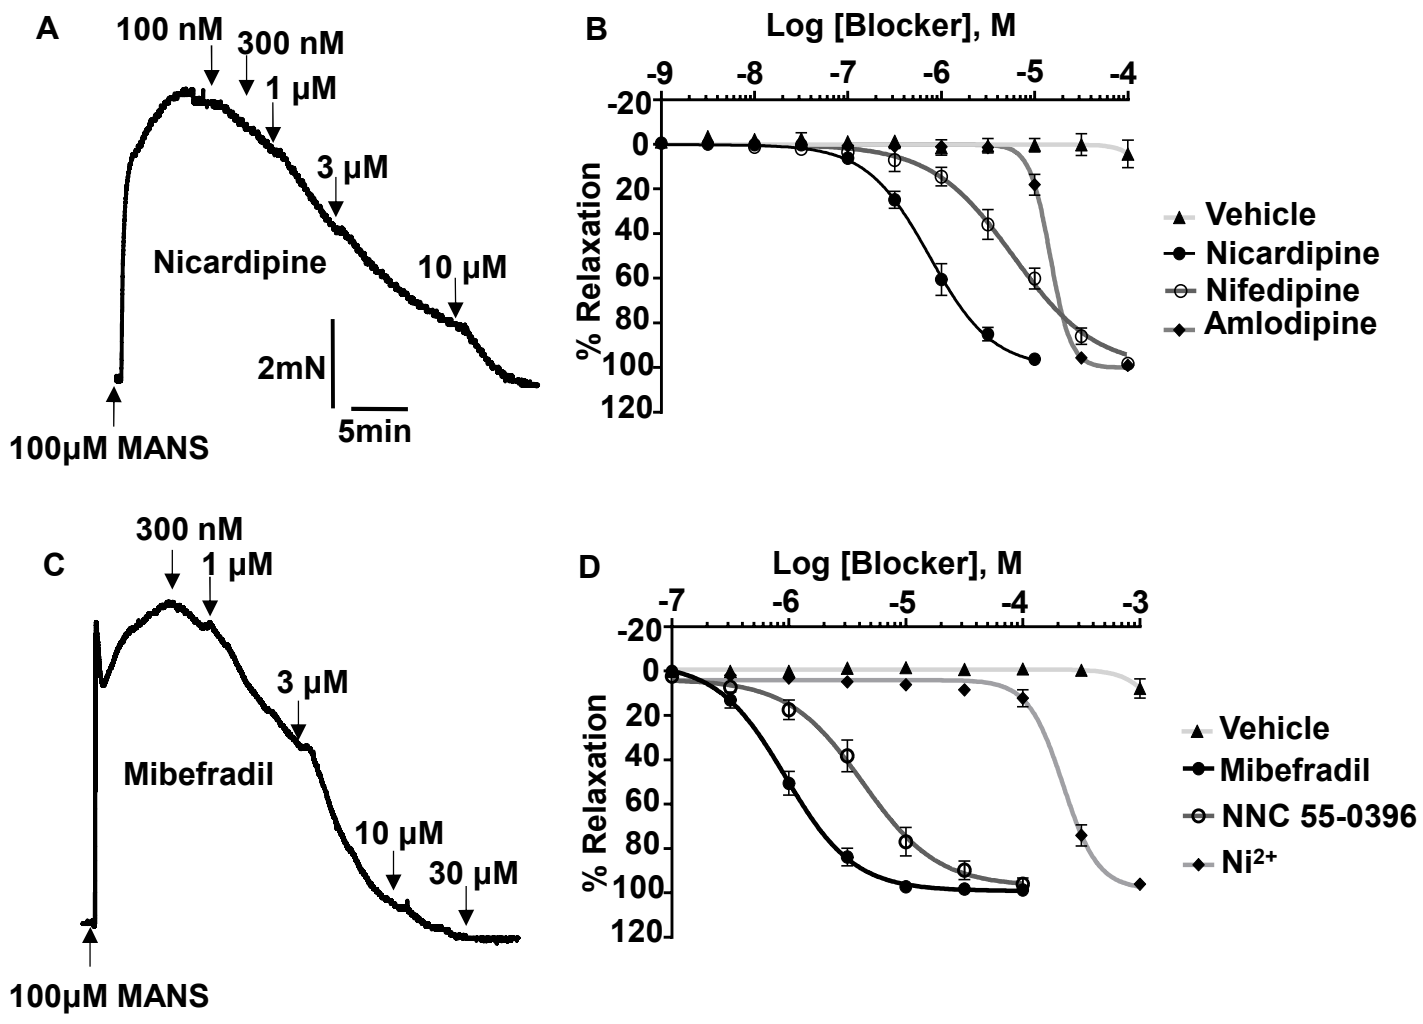 A
100 nM
300 nM
1 µM
3 µM
10 µM
Nicardipine
2mN
5min
100µM MANS
B
Log [Blocker], M
-9 -8 -7 -6 -5 -4
-20
0
20
40
60
80
100
120
% Relaxation
Vehicle
Nicardipine
Nifedipine
Amlodipine
C
300 nM
1 µM
3 µM
10 µM
30 µM
Mibefradil
100µM MANS
D
Log [Blocker], M
-7 -6 -5 -4 -3
-20
0
20
40
60
80
100
120
% Relaxation
Vehicle
Mibefradil
NNC 55-0396
Ni²⁺